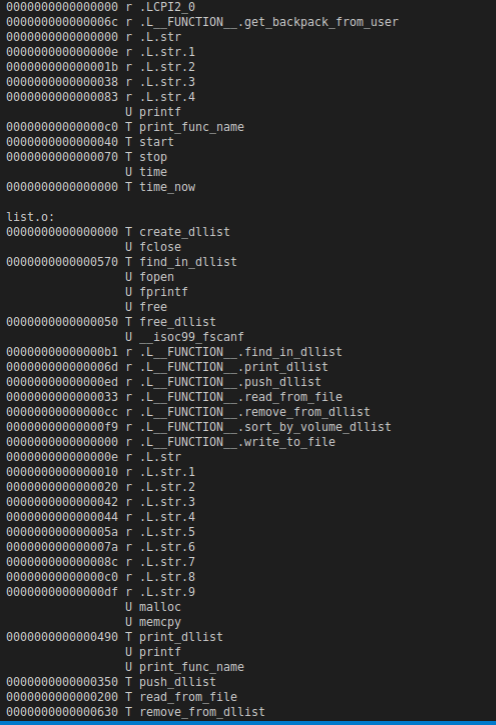 0000000000000000 r .LCPI2_0
000000000000006c r .L__FUNCTION__.get_backpack_from_user
0000000000000000 r .L.str
000000000000000e r .L.str.1
000000000000001b r .L.str.2
0000000000000038 r .L.str.3
0000000000000083 r .L.str.4
U printf
00000000000000c0 T print_func_name
0000000000000040 T start
0000000000000070 T stop
U time
0000000000000000 T time_now
list.o:
0000000000000000 T create_dllist
U fclose
0000000000000570 T find_in_dllist
U fopen
U fprintf
U free
0000000000000050 T free_dllist
U __isoc99_fscanf
00000000000000b1 r .L__FUNCTION__.find_in_dllist
000000000000006d r .L__FUNCTION__.print_dllist
00000000000000ed r .L__FUNCTION__.push_dllist
0000000000000033 r .L__FUNCTION__.read_from_file
00000000000000cc r .L__FUNCTION__.remove_from_dllist
00000000000000f9 r .L__FUNCTION__.sort_by_volume_dllist
0000000000000000 r .L__FUNCTION__.write_to_file
000000000000000e r .L.str
0000000000000010 r .L.str.1
0000000000000020 r .L.str.2
0000000000000042 r .L.str.3
0000000000000044 r .L.str.4
000000000000005a r .L.str.5
000000000000007a r .L.str.6
000000000000008c r .L.str.7
00000000000000c0 r .L.str.8
00000000000000df r .L.str.9
U malloc
U memcpy
0000000000000490 T print_dllist
U printf
U print_func_name
0000000000000350 T push_dllist
0000000000000200 T read_from_file
0000000000000630 T remove_from_dllist